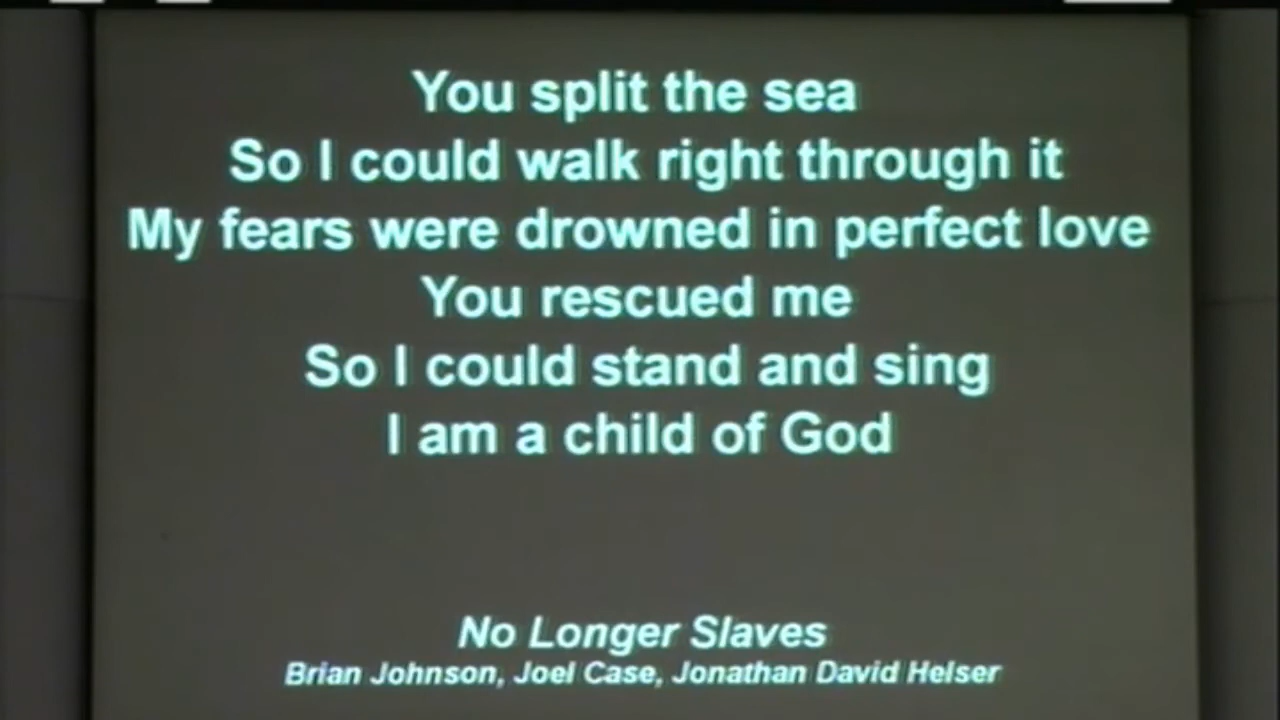 You split the sea
So I could walk right through it
My fears were drowned in perfect love
You rescued me
So I could stand and sing
I am a child of God
No Longer Slaves
Brian Johnson, Joel Case, Jonathan David Helser